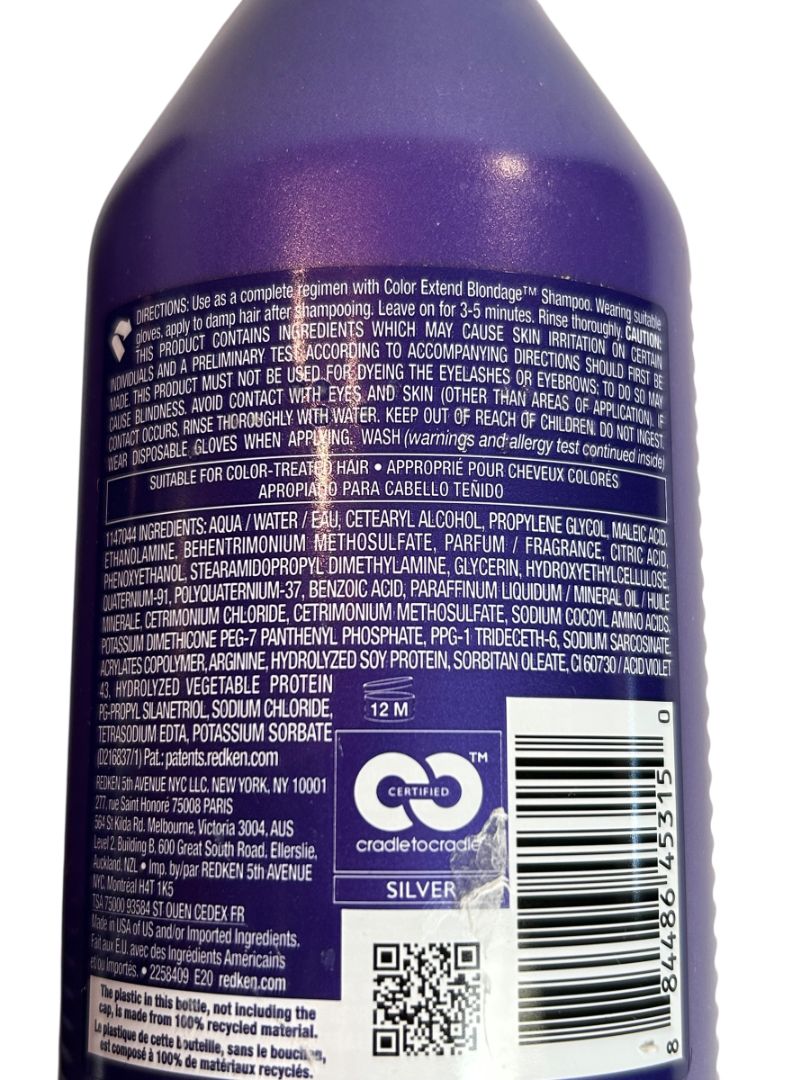 DIRECTIONS: Use as a complete regimen with Color Extend Blondage™ Shampoo. Wearing suitable
gloves, apply to damp hair after shampooing. Leave on for 3-5 minutes. Rinse thoroughly. CAUTION:
THIS PRODUCT CONTAINS INGREDIENTS WHICH MAY CAUSE SKIN IRRITATION ON CERTAIN
INDIVIDUALS AND A PRELIMINARY TEST ACCORDING TO ACCOMPANYING DIRECTIONS SHOULD FIRST BE
MADE. THIS PRODUCT MUST NOT BE USED FOR DYEING THE EYELASHES OR EYEBROWS; TO DO SO MAY
CAUSE BLINDNESS. AVOID CONTACT WITH EYES AND SKIN (OTHER THAN AREAS OF APPLICATION). IF
CONTACT OCCURS, RINSE THOROUGHLY WITH WATER. KEEP OUT OF REACH OF CHILDREN. DO NOT INGEST.
WEAR DISPOSABLE GLOVES WHEN APPLYING. WASH (warnings and allergy test continued inside)
SUITABLE FOR COLOR-TREATED HAIR • APPROPRIÉ POUR CHEVEUX COLORÉS
APROPIADO PARA CABELLO TEÑIDO
1147044 INGREDIENTS: AQUA / WATER / EAU, CETEARYL ALCOHOL, PROPYLENE GLYCOL, MALEIC ACID,
ETHANOLAMINE, BEHENTRIMONIUM METHOSULFATE, PARFUM / FRAGRANCE, CITRIC ACID,
PHENOXYETHANOL, STEARAMIDOPROPYL DIMETHYLAMINE, GLYCERIN, HYDROXYETHYLCELLULOSE,
QUATERNIUM-91, POLYQUATERNIUM-37, BENZOIC ACID, PARAFFINUM LIQUIDUM / MINERAL OIL / HUILE
MINERALE, CETRIMONIUM CHLORIDE, CETRIMONIUM METHOSULFATE, SODIUM COCOYL AMINO ACIDS,
POTASSIUM DIMETHICONE PEG-7 PANTHENYL PHOSPHATE, PPG-1 TRIDECETH-6, SODIUM SARCOSINATE,
ACRYLATES COPOLYMER, ARGININE, HYDROLYZED SOY PROTEIN, SORBITAN OLEATE, CI 60730 / ACID VIOLET
43, HYDROLYZED VEGETABLE PROTEIN
PG-PROPYL SILANETRIOL, SODIUM CHLORIDE,
TETRASODIUM EDTA, POTASSIUM SORBATE
(D216837/1) Pat.: patents.redken.com
12 M
REDKEN 5th AVENUE NYC LLC, NEW YORK, NY 10001
277, rue Saint Honoré 75008 PARIS
564 St Kilda Rd. Melbourne, Victoria 3004, AUS
Level 2, Building B, 600 Great South Road. Ellerslie,
Auckland. NZL • Imp. by/par REDKEN 5th AVENUE
NYC, Montréal H4T 1K5
TSA 75000 93584 ST OUEN CEDEX FR
Made in USA of US and/or Imported Ingredients.
Fait aux E.U. avec des Ingrédients Américains
et/ou Importés. • 2258409 E20 redken.com
CERTIFIED
TM
cradletocradle
SILVER
The plastic in this bottle, not including the
cap, is made from 100% recycled material.
Le plastique de cette bouteille, sans le bouchon,
est composé à 100% de matériaux recyclés.
8 84486 45315 0